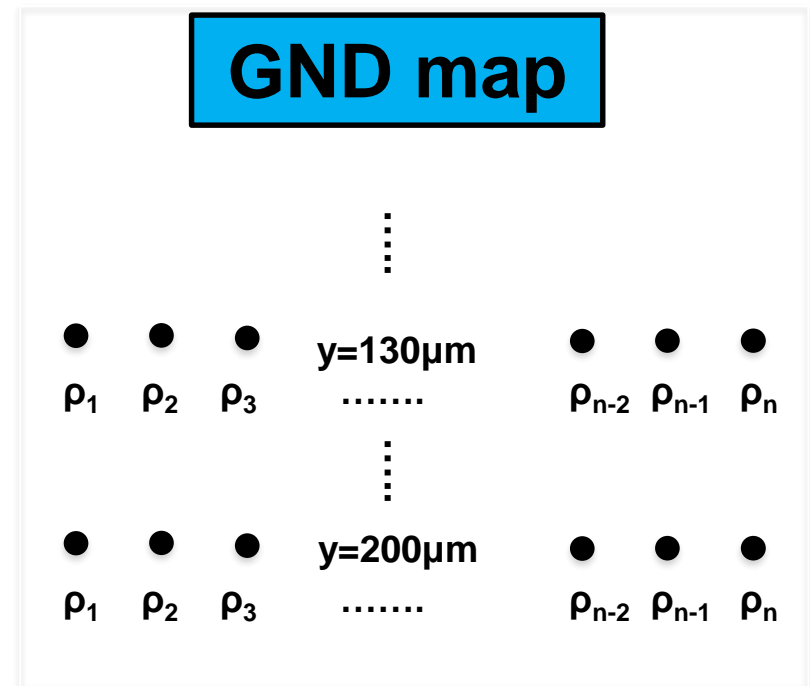 GND map
y=130µm
ρ₁ ρ₂ ρ₃ ....... ρₙ₋₂ ρₙ₋₁ ρₙ
y=200µm
ρ₁ ρ₂ ρ₃ ....... ρₙ₋₂ ρₙ₋₁ ρₙ